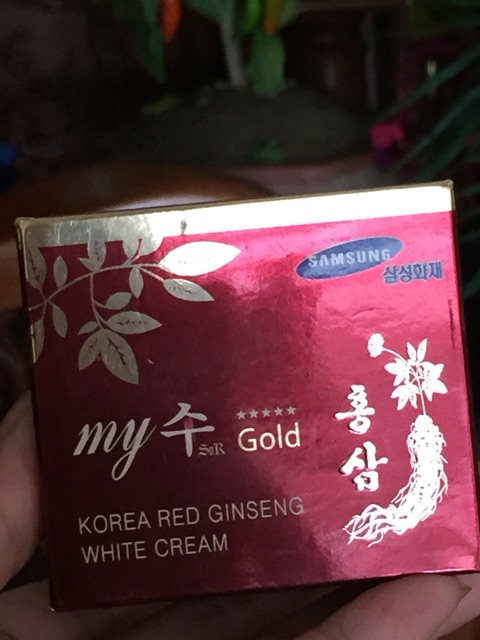 SAMSUNG
삼성화재
my 수 Gold
홍삼
KOREA RED GINSENG
WHITE CREAM